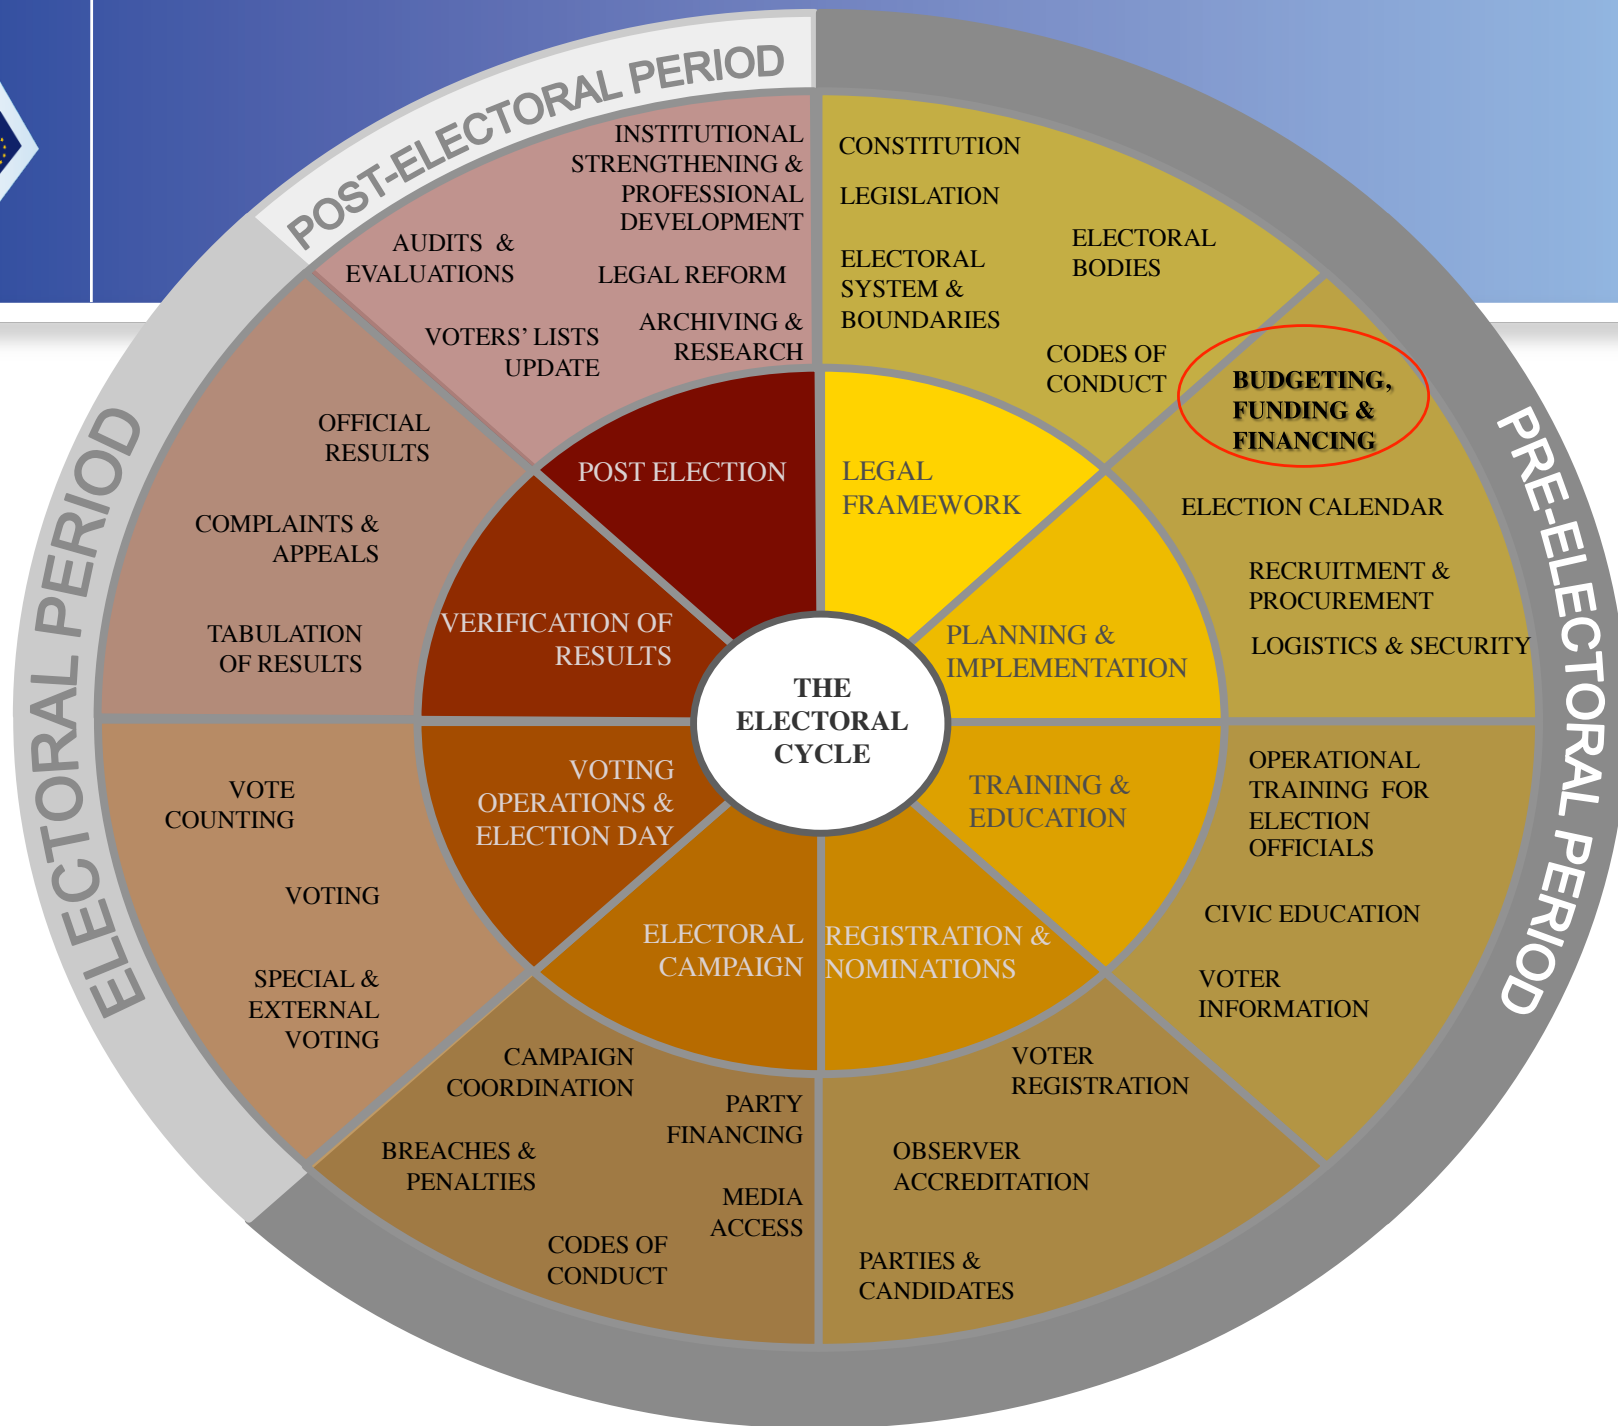 POST-ELECTORAL PERIOD
INSTITUTIONAL
STRENGTHENING &
PROFESSIONAL
DEVELOPMENT
AUDITS &
EVALUATIONS
LEGAL REFORM
VOTERS' LISTS
UPDATE
ARCHIVING &
RESEARCH
POST ELECTION
PRE-ELECTORAL PERIOD
CONSTITUTION
LEGISLATION
ELECTORAL
SYSTEM &
BOUNDARIES
ELECTORAL
BODIES
CODES OF
CONDUCT
LEGAL
FRAMEWORK
BUDGETING,
FUNDING &
FINANCING
ELECTION CALENDAR
RECRUITMENT &
PROCUREMENT
LOGISTICS & SECURITY
PLANNING &
IMPLEMENTATION
THE
ELECTORAL
CYCLE
TRAINING &
EDUCATION
OPERATIONAL
TRAINING FOR
ELECTION
OFFICIALS
CIVIC EDUCATION
VOTER
INFORMATION
REGISTRATION &
NOMINATIONS
VOTER
REGISTRATION
OBSERVER
ACCREDITATION
PARTIES &
CANDIDATES
ELECTORAL
CAMPAIGN
CAMPAIGN
COORDINATION
PARTY
FINANCING
BREACHES &
PENALTIES
MEDIA
ACCESS
CODES OF
CONDUCT
ELECTORAL PERIOD
VOTING
OPERATIONS &
ELECTION DAY
VOTE
COUNTING
VOTING
SPECIAL &
EXTERNAL
VOTING
VERIFICATION OF
RESULTS
OFFICIAL
RESULTS
COMPLAINTS &
APPEALS
TABULATION
OF RESULTS